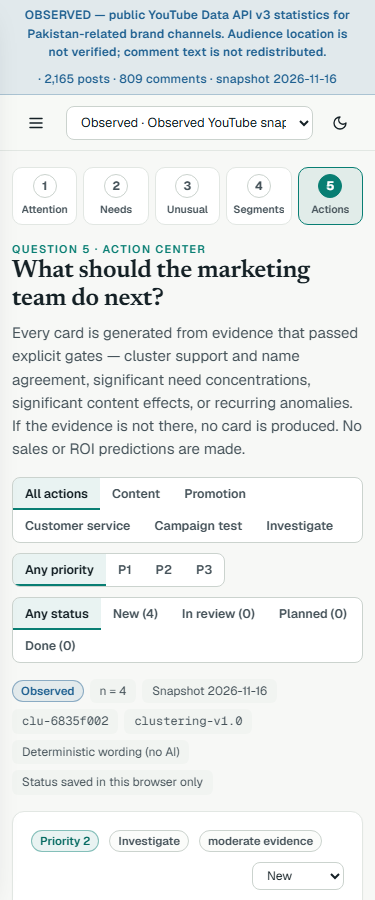 OBSERVED — public YouTube Data API v3 statistics for
Pakistan-related brand channels. Audience location is
not verified; comment text is not redistributed.
· 2,165 posts · 809 comments · snapshot 2026-11-16
Observed · Observed YouTube snap
1
Attention
2
Needs
3
Unusual
4
Segments
5
Actions
QUESTION 5 · ACTION CENTER
What should the marketing
team do next?
Every card is generated from evidence that passed
explicit gates — cluster support and name
agreement, significant need concentrations,
significant content effects, or recurring anomalies.
If the evidence is not there, no card is produced. No
sales or ROI predictions are made.
All actions Content Promotion
Customer service Campaign test Investigate
Any priority P1 P2 P3
Any status New (4) In review (0) Planned (0)
Done (0)
Observed n = 4 Snapshot 2026-11-16
clu-6835f002 clustering-v1.0
Deterministic wording (no AI)
Status saved in this browser only
Priority 2 Investigate moderate evidence
New